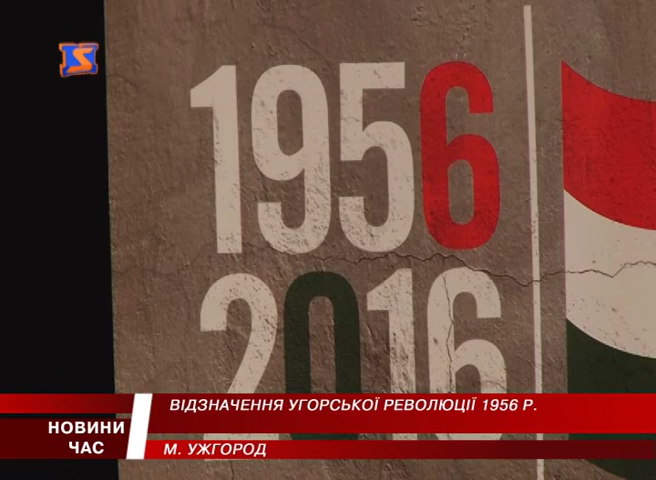 1956
2016
ВІДЗНАЧЕННЯ УГОРСЬКОЇ РЕВОЛЮЦІЇ 1956 Р.
НОВИНИ
ЧАС
М. УЖГОРОД